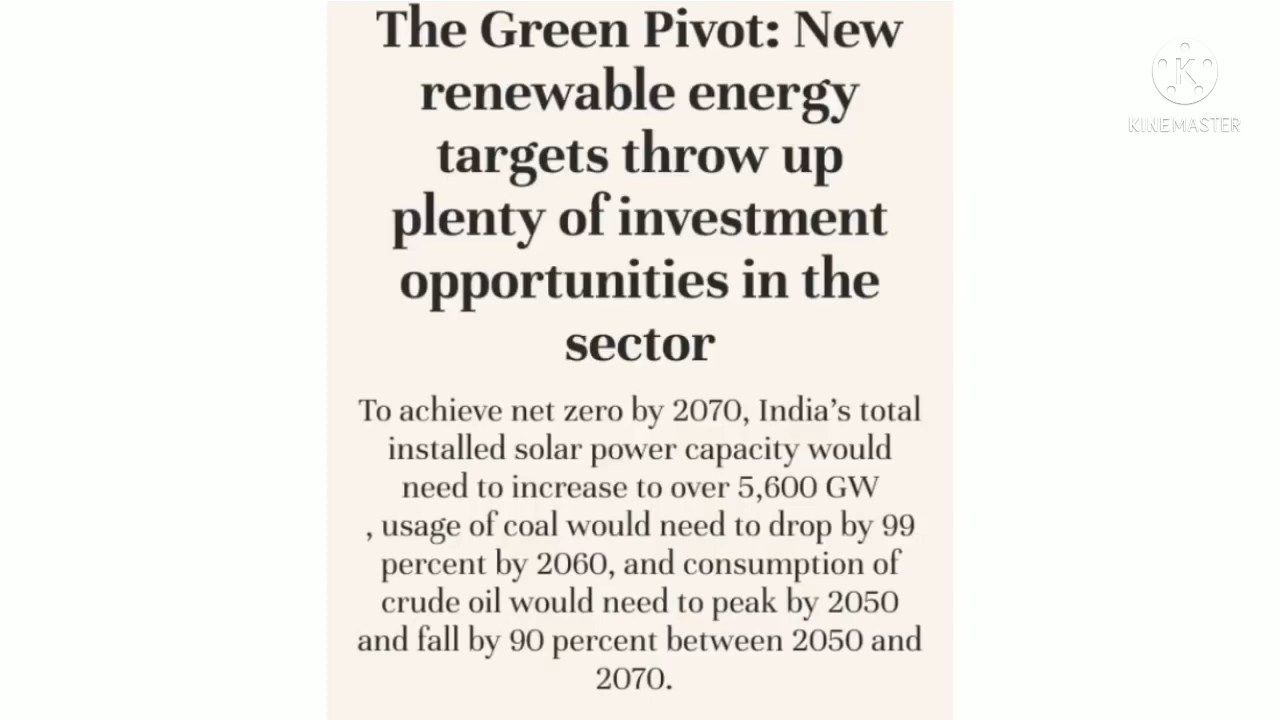 The Green Pivot: New
renewable energy
targets throw up
plenty of investment
opportunities in the
sector
To achieve net zero by 2070, India's total
installed solar power capacity would
need to increase to over 5,600 GW
, usage of coal would need to drop by 99
percent by 2060, and consumption of
crude oil would need to peak by 2050
and fall by 90 percent between 2050 and
2070.
K
KINEMASTER